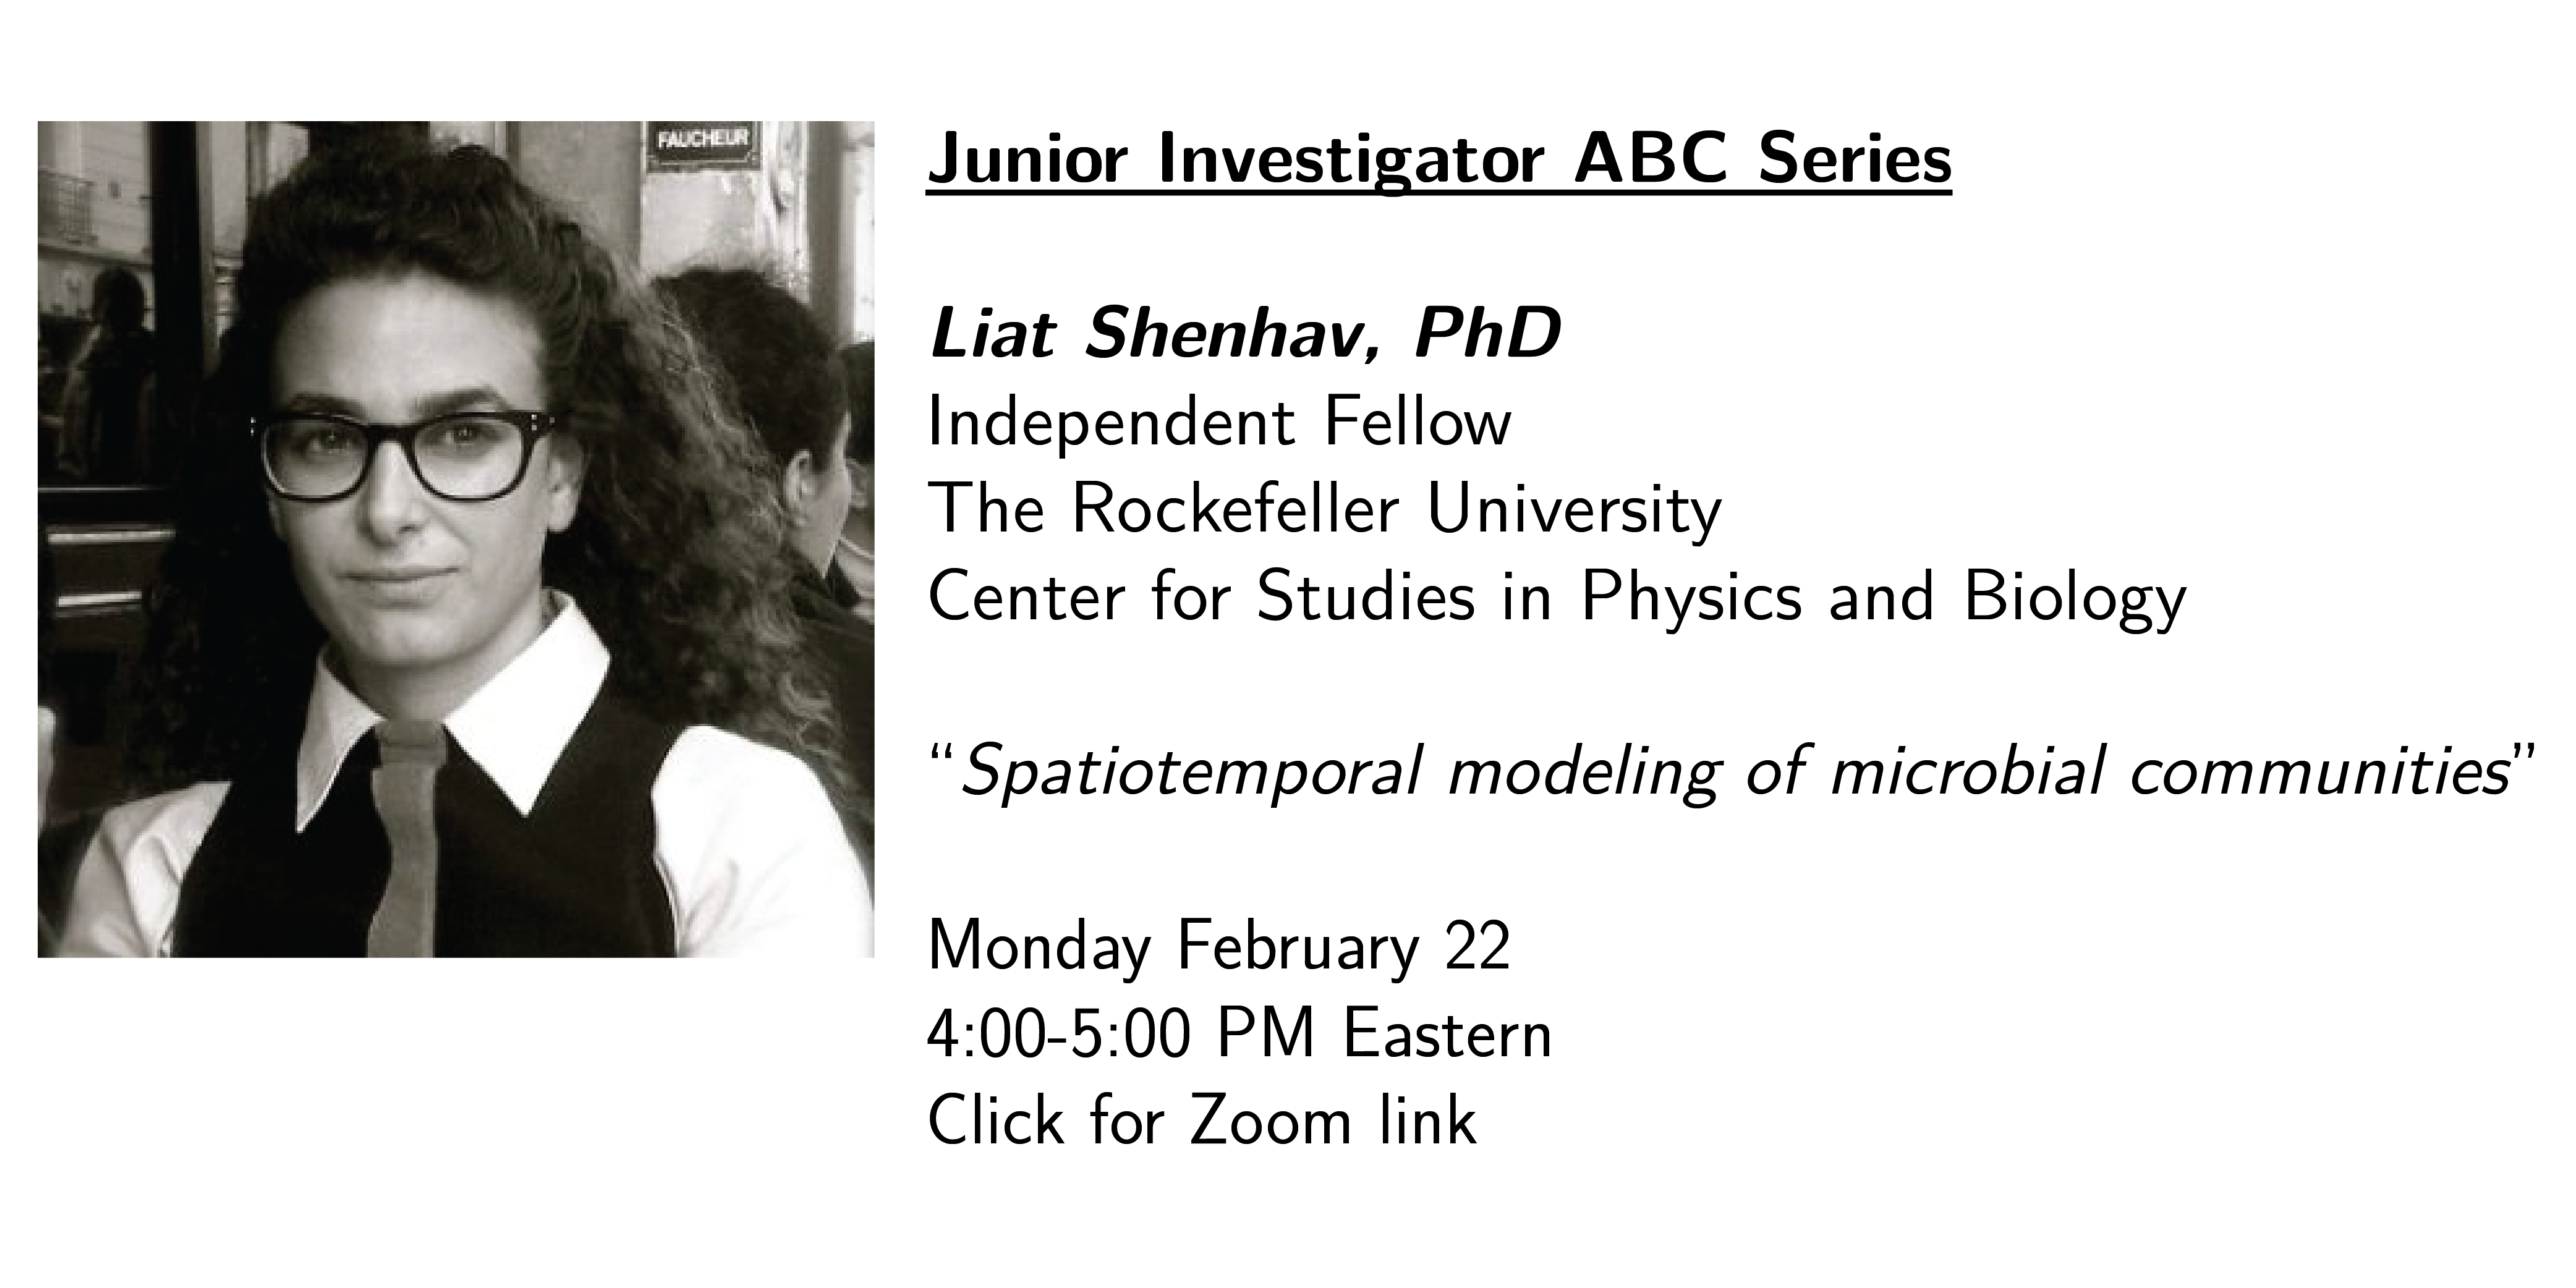 FAUCHEUR
Junior Investigator ABC Series
Liat Shenhav, PhD
Independent Fellow
The Rockefeller University
Center for Studies in Physics and Biology
“Spatiotemporal modeling of microbial communities”
Monday February 22
4:00-5:00 PM Eastern
Click for Zoom link